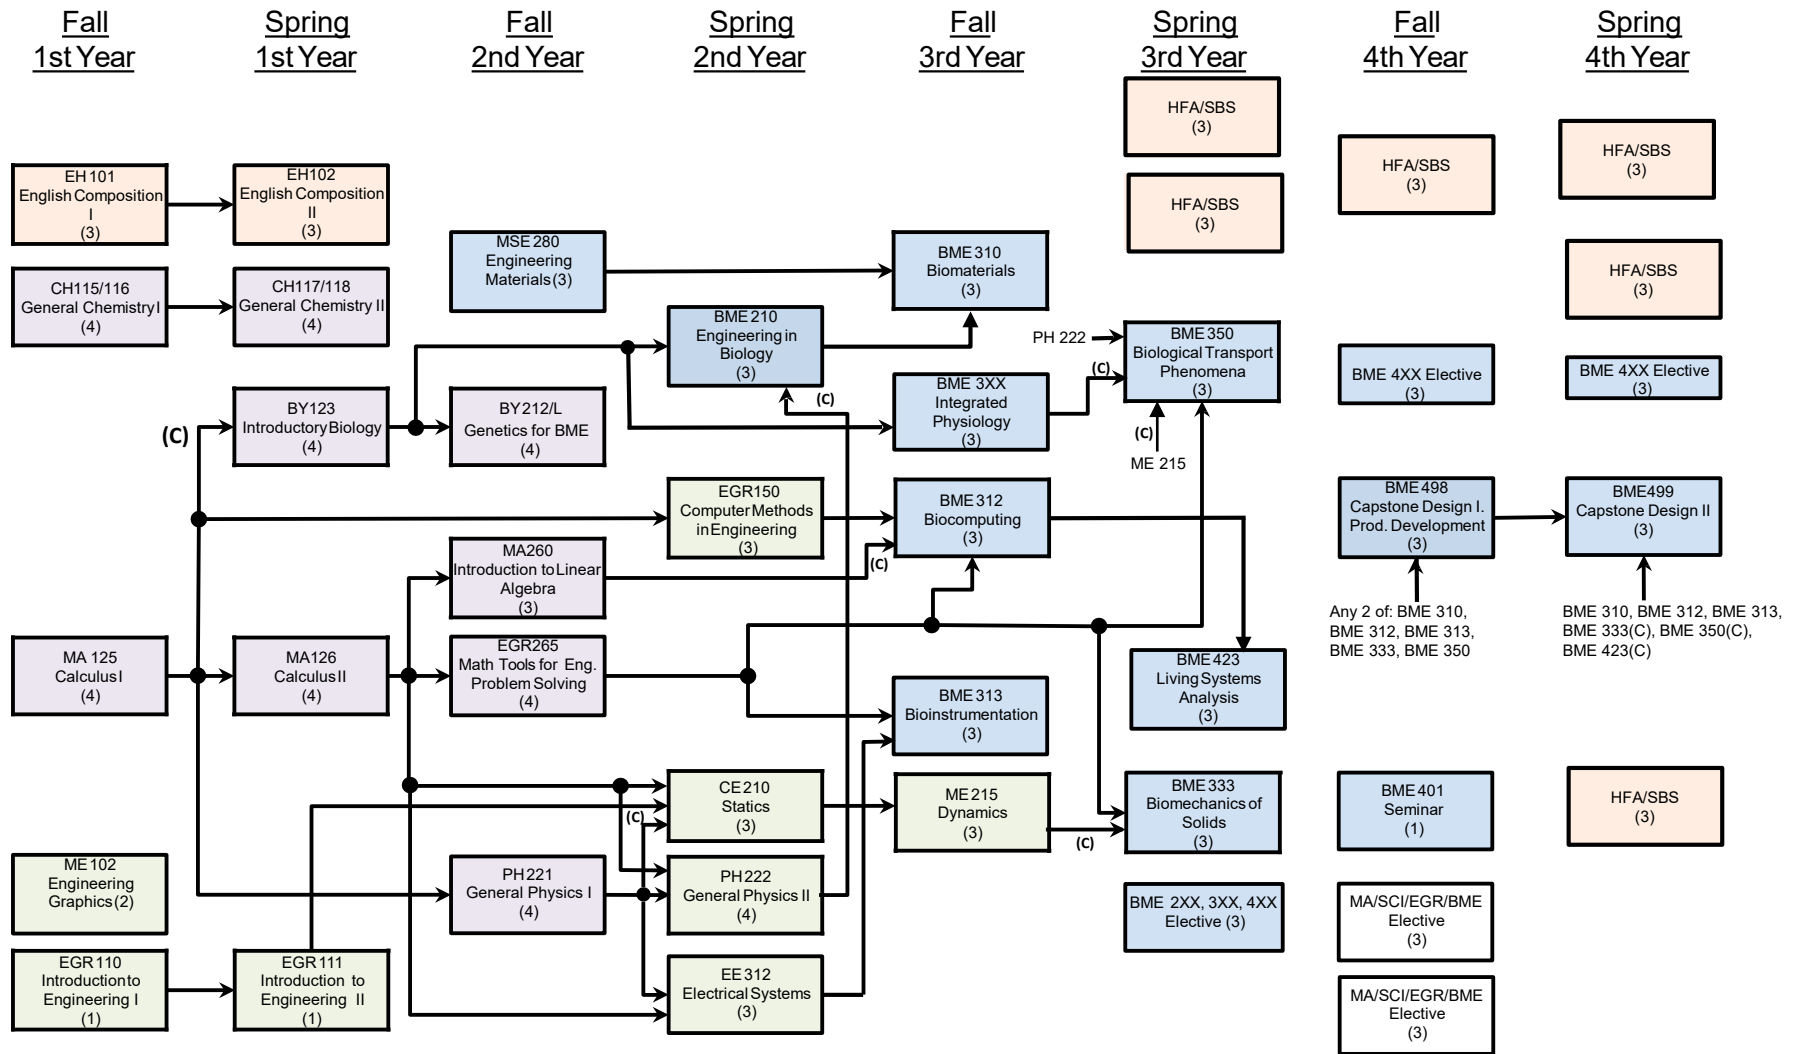 Fall
1st Year
Spring
1st Year
Fall
2nd Year
Spring
2nd Year
Fall
3rd Year
Spring
3rd Year
Fall
4th Year
Spring
4th Year
EH 101
English Composition
I
(3)
CH115/116
General Chemistry I
(4)
MA 125
Calculus I
(4)
ME 102
Engineering
Graphics (2)
EGR 110
Introduction to
Engineering I
(1)
EH102
English Composition
II
(3)
CH117/118
General Chemistry II
(4)
(C)
BY123
Introductory Biology
(4)
MA126
Calculus II
(4)
EGR 111
Introduction to
Engineering II
(1)
MSE 280
Engineering
Materials (3)
BY212/L
Genetics for BME
(4)
MA260
Introduction to Linear
Algebra
(3)
EGR265
Math Tools for Eng.
Problem Solving
(4)
PH221
General Physics I
(4)
BME 210
Engineering in
Biology
(3)
(C)
EGR150
Computer Methods
in Engineering
(3)
CE 210
Statics
(3)
(C)
PH 222
General Physics II
(4)
EE 312
Electrical Systems
(3)
BME 310
Biomaterials
(3)
BME 3XX
Integrated
Physiology
(3)
BME 312
Biocomputing
(3)
(C)
BME 313
Bioinstrumentation
(3)
ME 215
Dynamics
(3)
(C)
HFA/SBS
(3)
HFA/SBS
(3)
PH 222
(C)
BME 350
Biological Transport
Phenomena
(3)
(C)
ME 215
BME 423
Living Systems
Analysis
(3)
BME 333
Biomechanics of
Solids
(3)
BME 2XX, 3XX, 4XX
Elective (3)
HFA/SBS
(3)
BME 4XX Elective
(3)
BME 498
Capstone Design I.
Prod. Development
(3)
Any 2 of: BME 310,
BME 312, BME 313,
BME 333, BME 350
BME 401
Seminar
(1)
MA/SCI/EGR/BME
Elective
(3)
MA/SCI/EGR/BME
Elective
(3)
HFA/SBS
(3)
HFA/SBS
(3)
BME 4XX Elective
(3)
BME499
Capstone Design II
(3)
BME 310, BME 312, BME 313,
BME 333(C), BME 350(C),
BME 423(C)
HFA/SBS
(3)